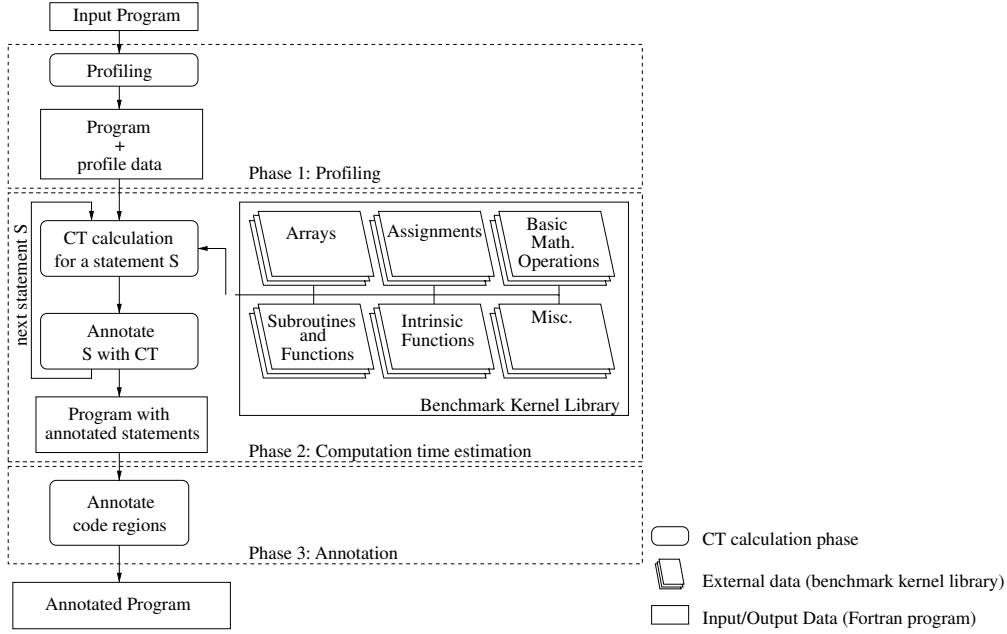 Input Program
Profiling
Program
+
profile data
Phase 1: Profiling
next statement S
CT calculation
for a statement S
Annotate
S with CT
Program with
annotated statements
Arrays
Assignments
Basic
Math.
Operations
Subroutines
and
Functions
Intrinsic
Functions
Misc.
Benchmark Kernel Library
Phase 2: Computation time estimation
Annotate
code regions
Phase 3: Annotation
Annotated Program
CT calculation phase
External data (benchmark kernel library)
Input/Output Data (Fortran program)